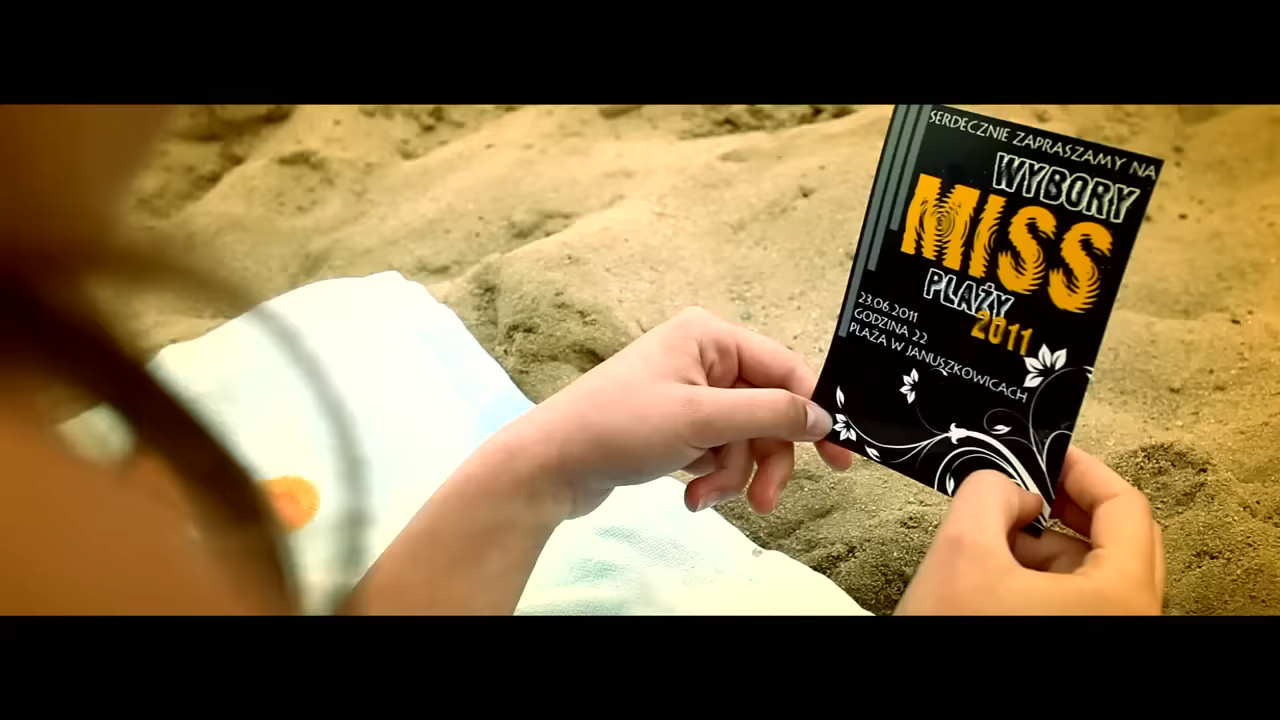 SERDECZNIE ZAPRASZAMY NA
WYBORY
MISS
PLAŻY
2011
23.06.2011
GODZINA 22
PLAŻA W JANUSZKOWICACH